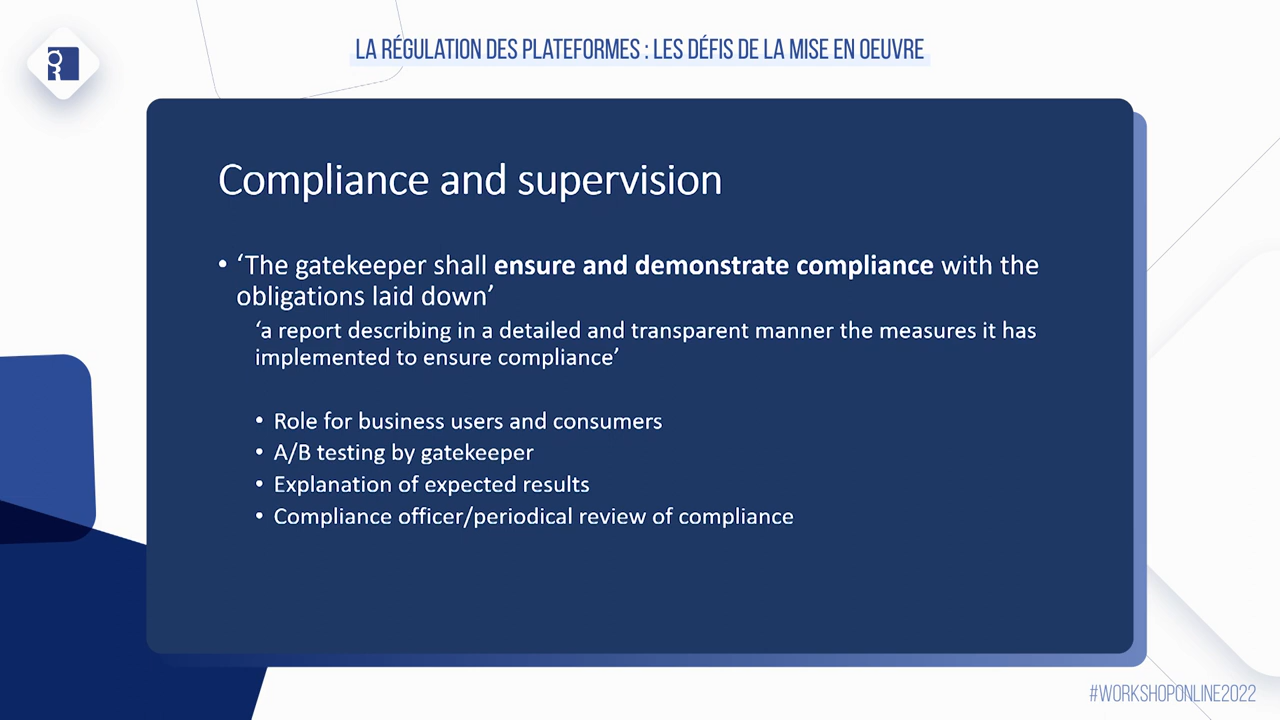 LA RÉGULATION DES PLATEFORMES : LES DÉFIS DE LA MISE EN OEUVRE
Compliance and supervision
• ‘The gatekeeper shall ensure and demonstrate compliance with the
obligations laid down’
‘a report describing in a detailed and transparent manner the measures it has
implemented to ensure compliance’
• Role for business users and consumers
• A/B testing by gatekeeper
• Explanation of expected results
• Compliance officer/periodical review of compliance
#WORKSHOPONLINE2022